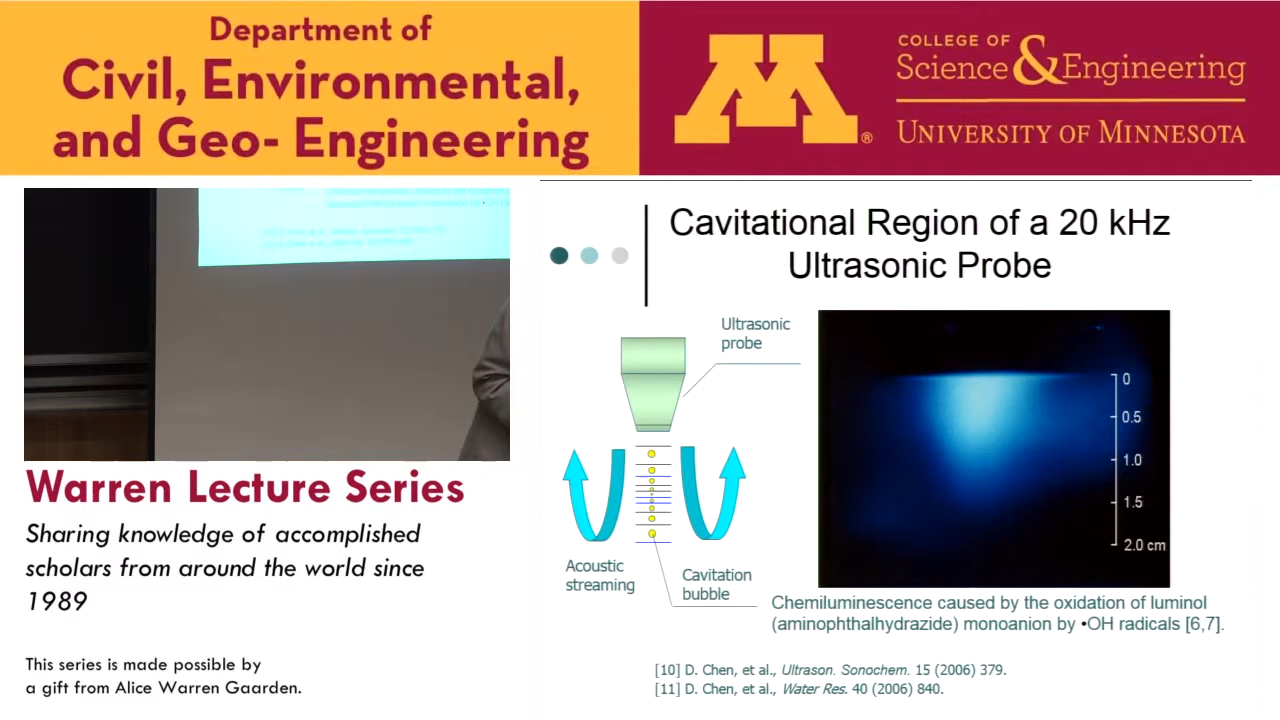 Department of
Civil, Environmental,
and Geo- Engineering
M®
COLLEGE OF
Science & Engineering
UNIVERSITY OF MINNESOTA
Warren Lecture Series
Sharing knowledge of accomplished
scholars from around the world since
1989
This series is made possible by
a gift from Alice Warren Gaarden.
Cavitational Region of a 20 kHz
Ultrasonic Probe
Ultrasonic
probe
Acoustic
streaming
Cavitation
bubble
0
0.5
1.0
1.5
2.0 cm
Chemiluminescence caused by the oxidation of luminol
(aminophthalhydrazide) monoanion by •OH radicals [6,7].
[10] D. Chen, et al., Ultrason. Sonochem. 15 (2006) 379.
[11] D. Chen, et al., Water Res. 40 (2006) 840.